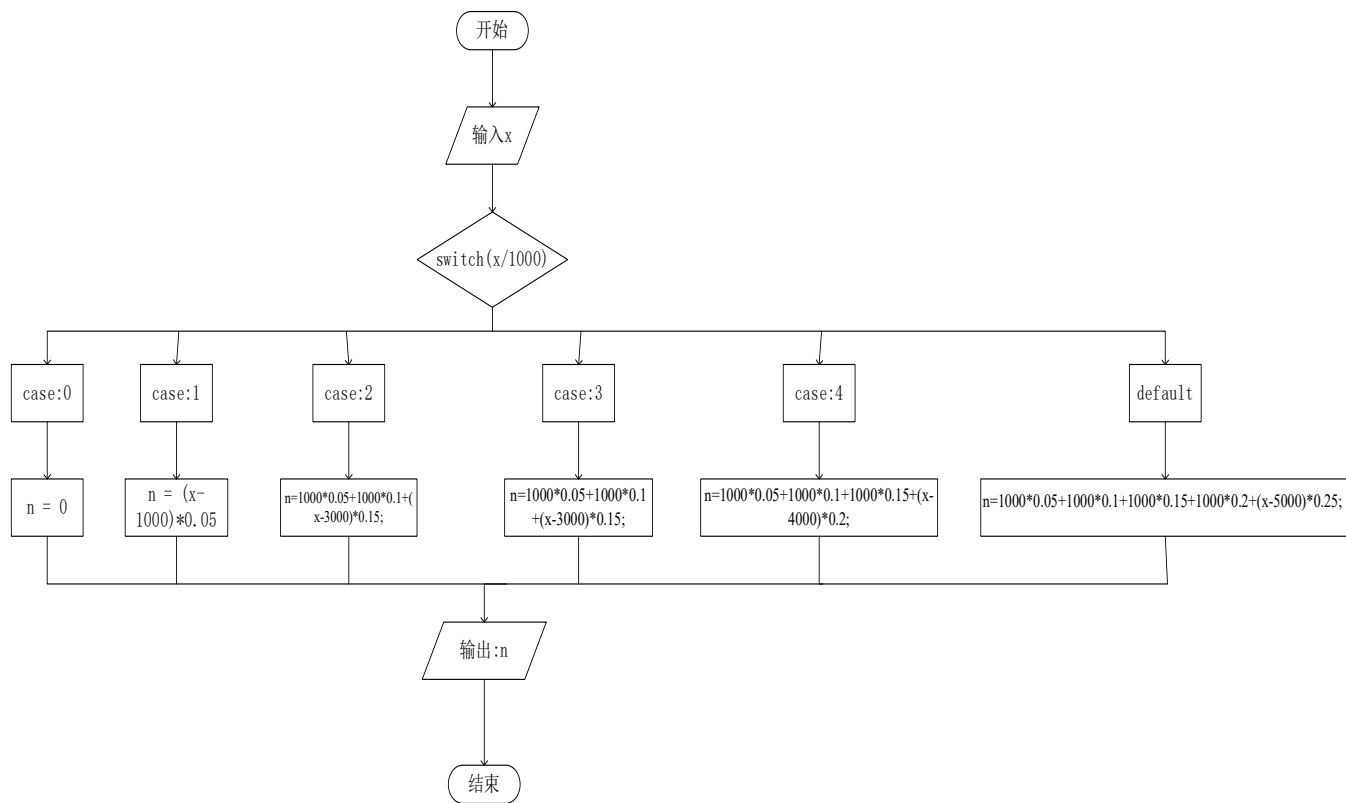 开始
输入x
switch(x/1000)
case:0
case:1
case:2
case:3
case:4
default
n = 0
n = (x-
1000)*0.05
n=1000*0.05+1000*0.1+(
x-3000)*0.15;
n=1000*0.05+1000*0.1
+(x-3000)*0.15;
n=1000*0.05+1000*0.1+1000*0.15+(x-
4000)*0.2;
n=1000*0.05+1000*0.1+1000*0.15+1000*0.2+(x-5000)*0.25;
输出:n
结束